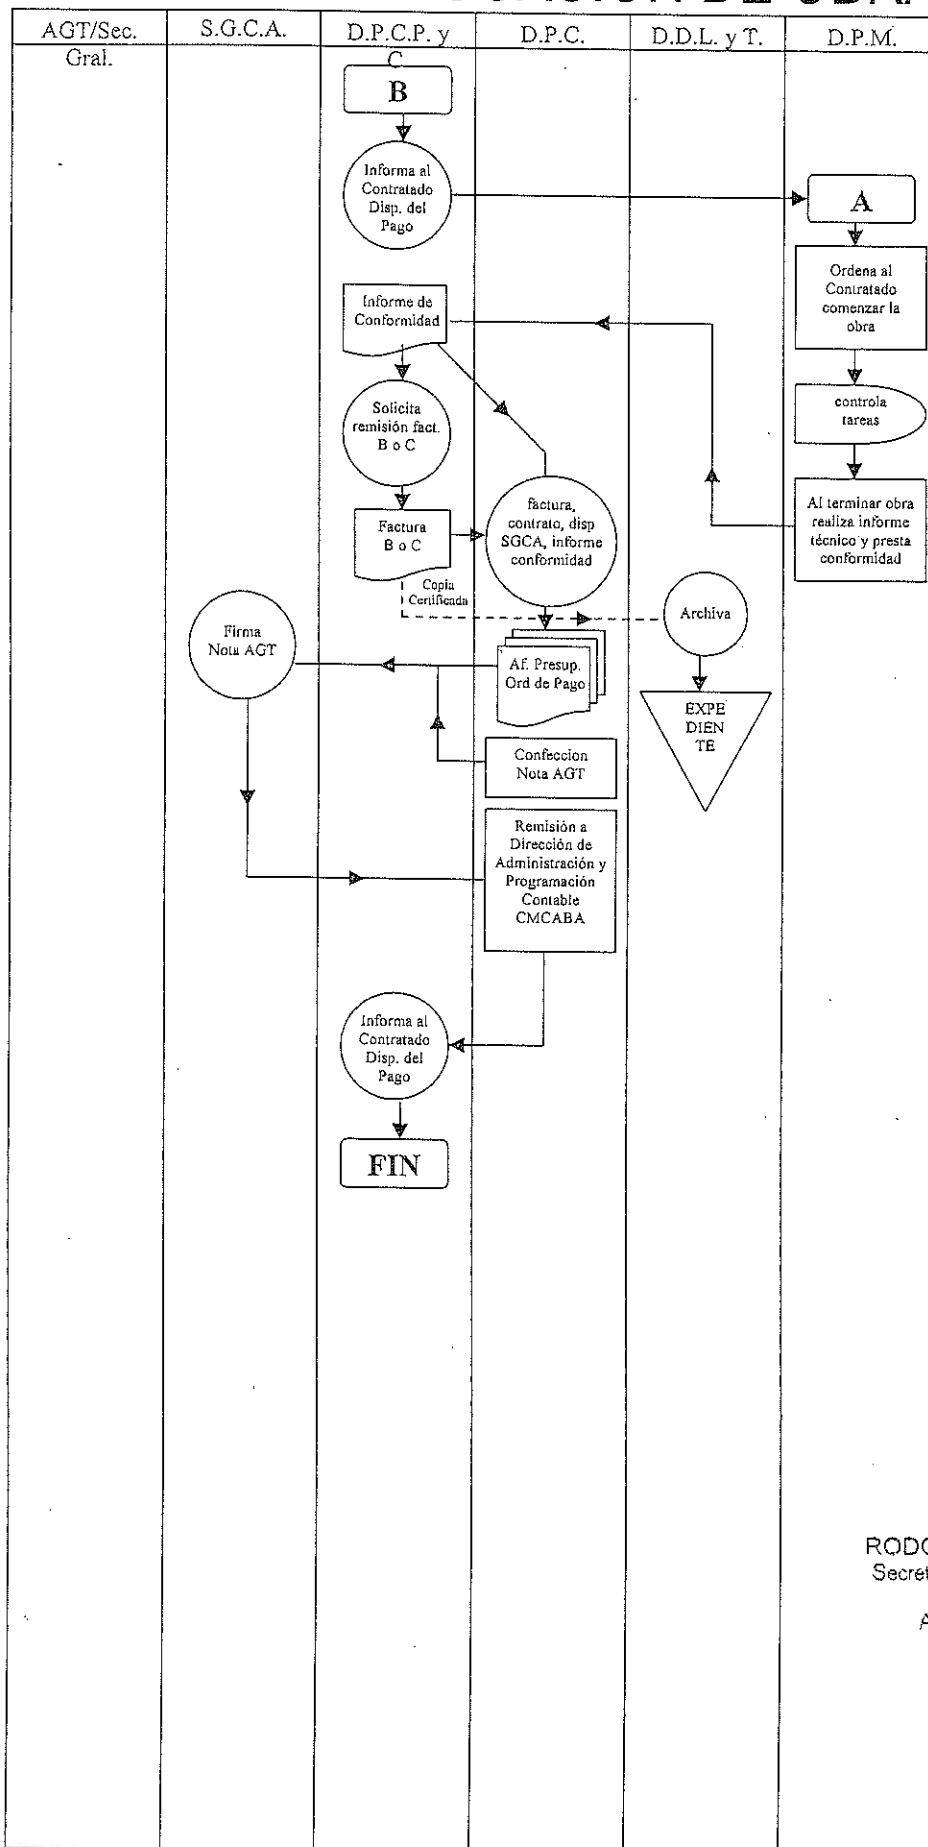 AGT/Sec. Gral.
S.G.C.A.
D.P.C.P. y C
D.P.C.
D.D.L. y T.
D.P.M.
B
Informa al
Contratado
Disp. del
Pago
A
Ordena al
Contratado
comenzar la
obra
Informe de
Conformidad
controla
tareas
Solicita
remisión fact.
B o C
Al terminar obra
realiza informe
técnico y presta
conformidad
Factura
B o C
factura,
contrato, disp
SGCA, informe
conformidad
Copia
Certificada
Archiva
Firma
Nota AGT
Af. Presup.
Ord de Pago
EXPE
DIEN
TE
Confeccion
Nota AGT
Remisión a
Dirección de
Administración y
Programación
Contable
CMCABA
Informa al
Contratado
Disp. del
Pago
FIN